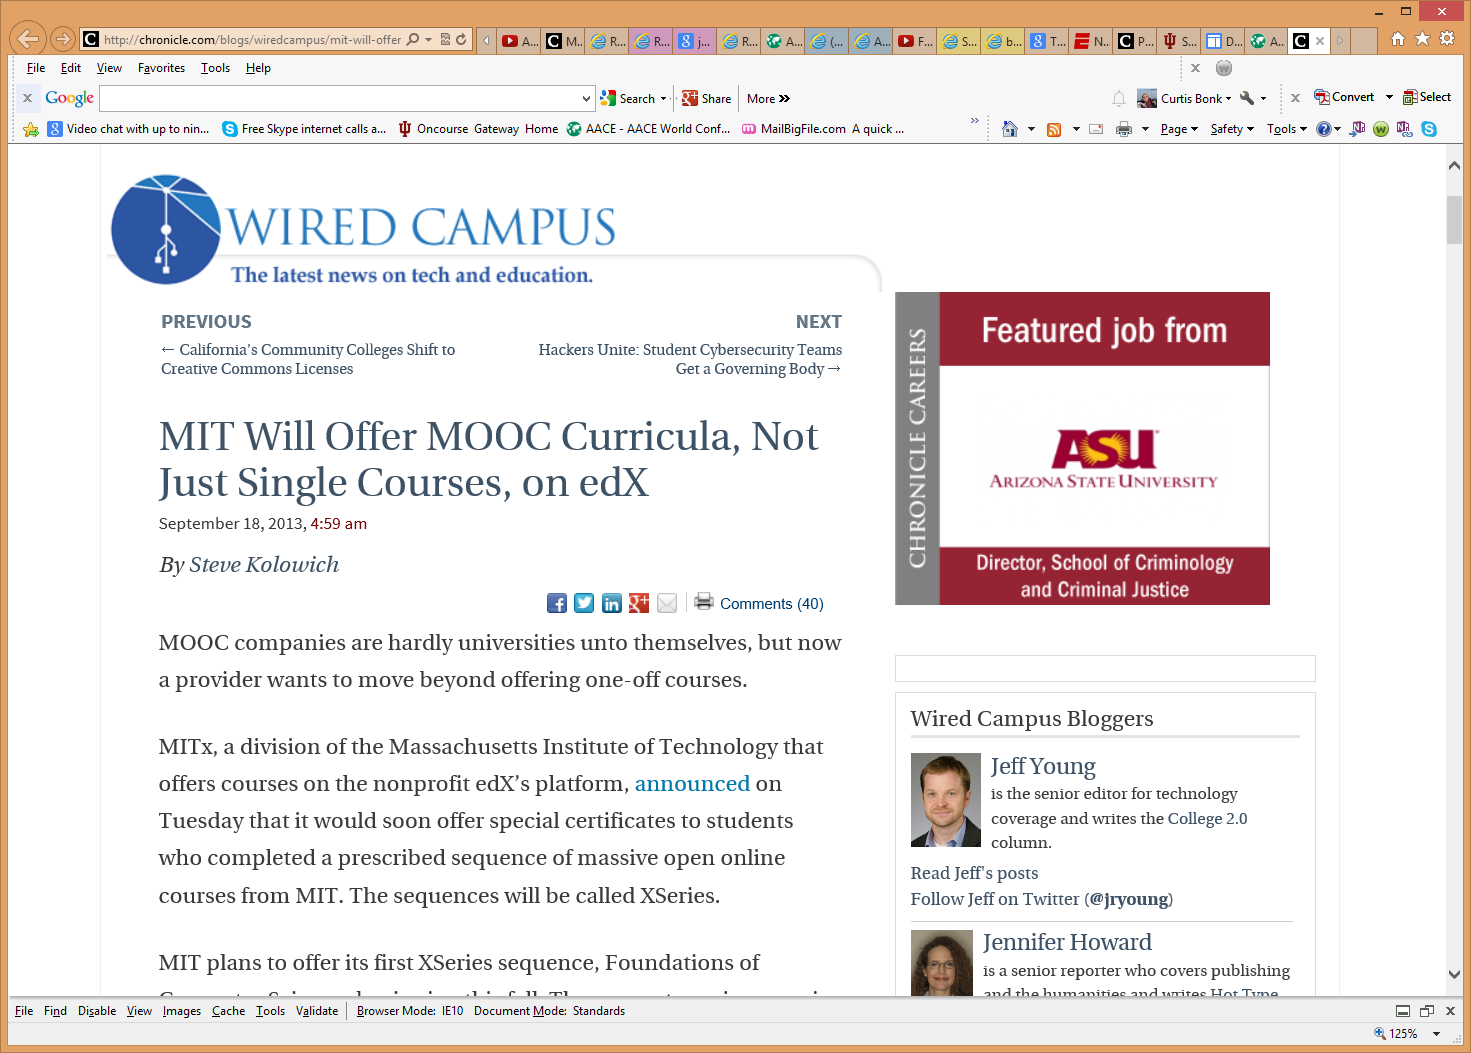 http://chronicle.com/blogs/wiredcampus/mit-will-offer
A...
M...
R...
R...
j...
R...
A...
(...
A...
F...
S...
b...
T...
N...
P...
S...
D...
A...
File Edit View Favorites Tools Help
Google Search Share More »
Curtis Bonk
Convert Select
Video chat with up to nin... Free Skype internet calls a... Oncourse Gateway Home AACE - AACE World Conf... MailBigFile.com A quick ...
Page Safety Tools
WIRED CAMPUS
The latest news on tech and education.
PREVIOUS
← California's Community Colleges Shift to
Creative Commons Licenses
NEXT
Hackers Unite: Student Cybersecurity Teams
Get a Governing Body →
MIT Will Offer MOOC Curricula, Not
Just Single Courses, on edX
September 18, 2013, 4:59 am
By Steve Kolowich
Comments (40)
MOOC companies are hardly universities unto themselves, but now
a provider wants to move beyond offering one-off courses.
MITx, a division of the Massachusetts Institute of Technology that
offers courses on the nonprofit edX's platform, announced on
Tuesday that it would soon offer special certificates to students
who completed a prescribed sequence of massive open online
courses from MIT. The sequences will be called XSeries.
MIT plans to offer its first XSeries sequence, Foundations of
CHRONICLE CAREERS
Featured job from
ASU
ARIZONA STATE UNIVERSITY
Director, School of Criminology
and Criminal Justice
Wired Campus Bloggers
Jeff Young
is the senior editor for technology
coverage and writes the College 2.0
column.
Read Jeff's posts
Follow Jeff on Twitter (@jryoung)
Jennifer Howard
is a senior reporter who covers publishing
and the humanities and writes Hot Type
File Find Disable View Images Cache Tools Validate Browser Mode: IE10 Document Mode: Standards
125%